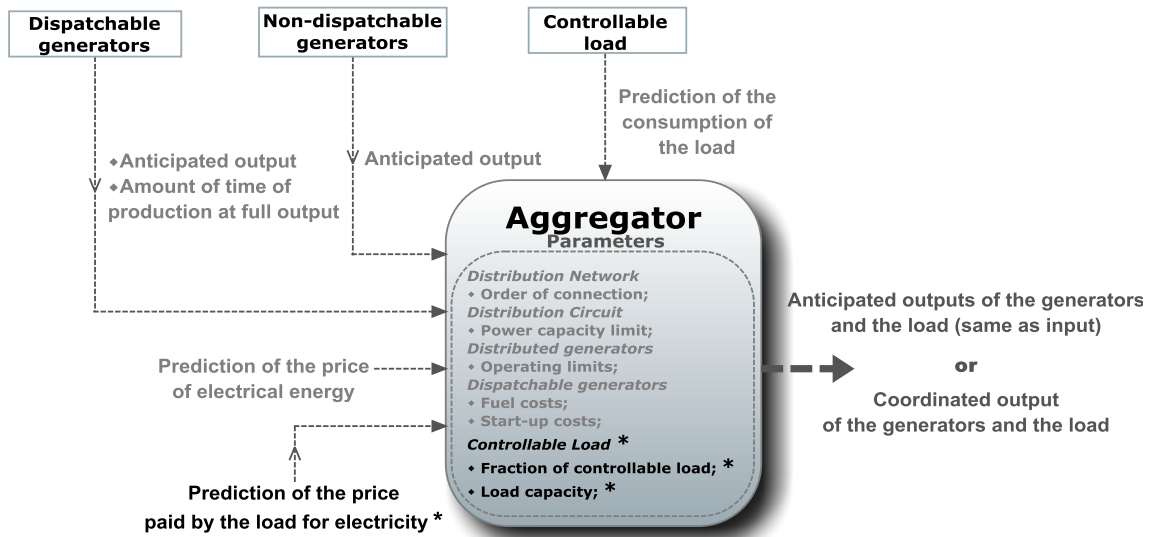 Dispatchable
generators
Non-dispatchable
generators
Controllable
load
Prediction of the
consumption of
the load
◆Anticipated output
◆Amount of time of
production at full output
Anticipated output
Aggregator
Parameters
Distribution Network
◆ Order of connection;
Distribution Circuit
◆ Power capacity limit;
Distributed generators
◆ Operating limits;
Dispatchable generators
◆ Fuel costs;
◆ Start-up costs;
Controllable Load *
◆ Fraction of controllable load; *
◆ Load capacity; *
Prediction of the price
of electrical energy
Prediction of the price
paid by the load for electricity *
Anticipated outputs of the generators
and the load (same as input)
or
Coordinated output
of the generators and the load